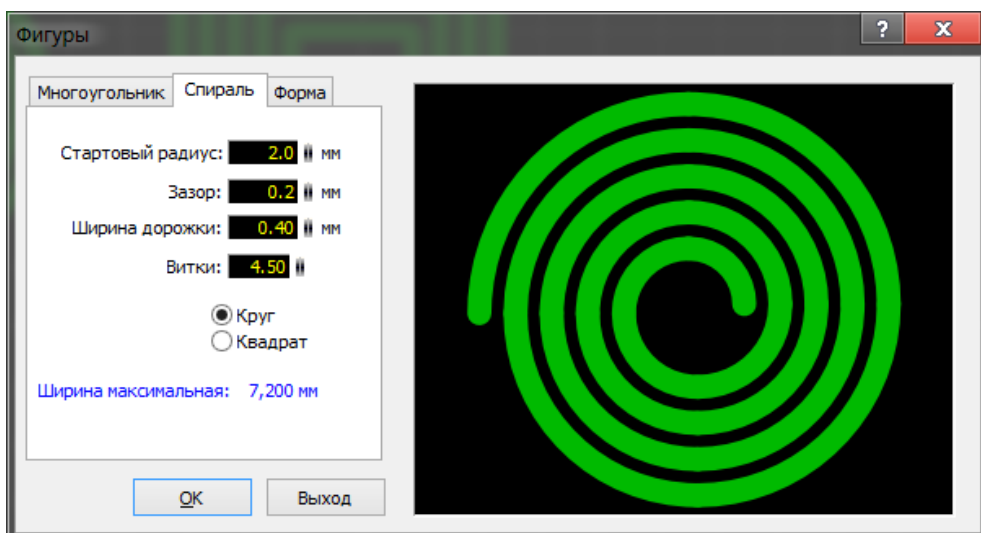 Фигуры ? X
Многоугольник Спираль Форма
Стартовый радиус: 2.0 мм
Зазор: 0.2 мм
Ширина дорожки: 0.40 мм
Витки: 4.50
Круг
Квадрат
Ширина максимальная: 7,200 мм
OK Выход